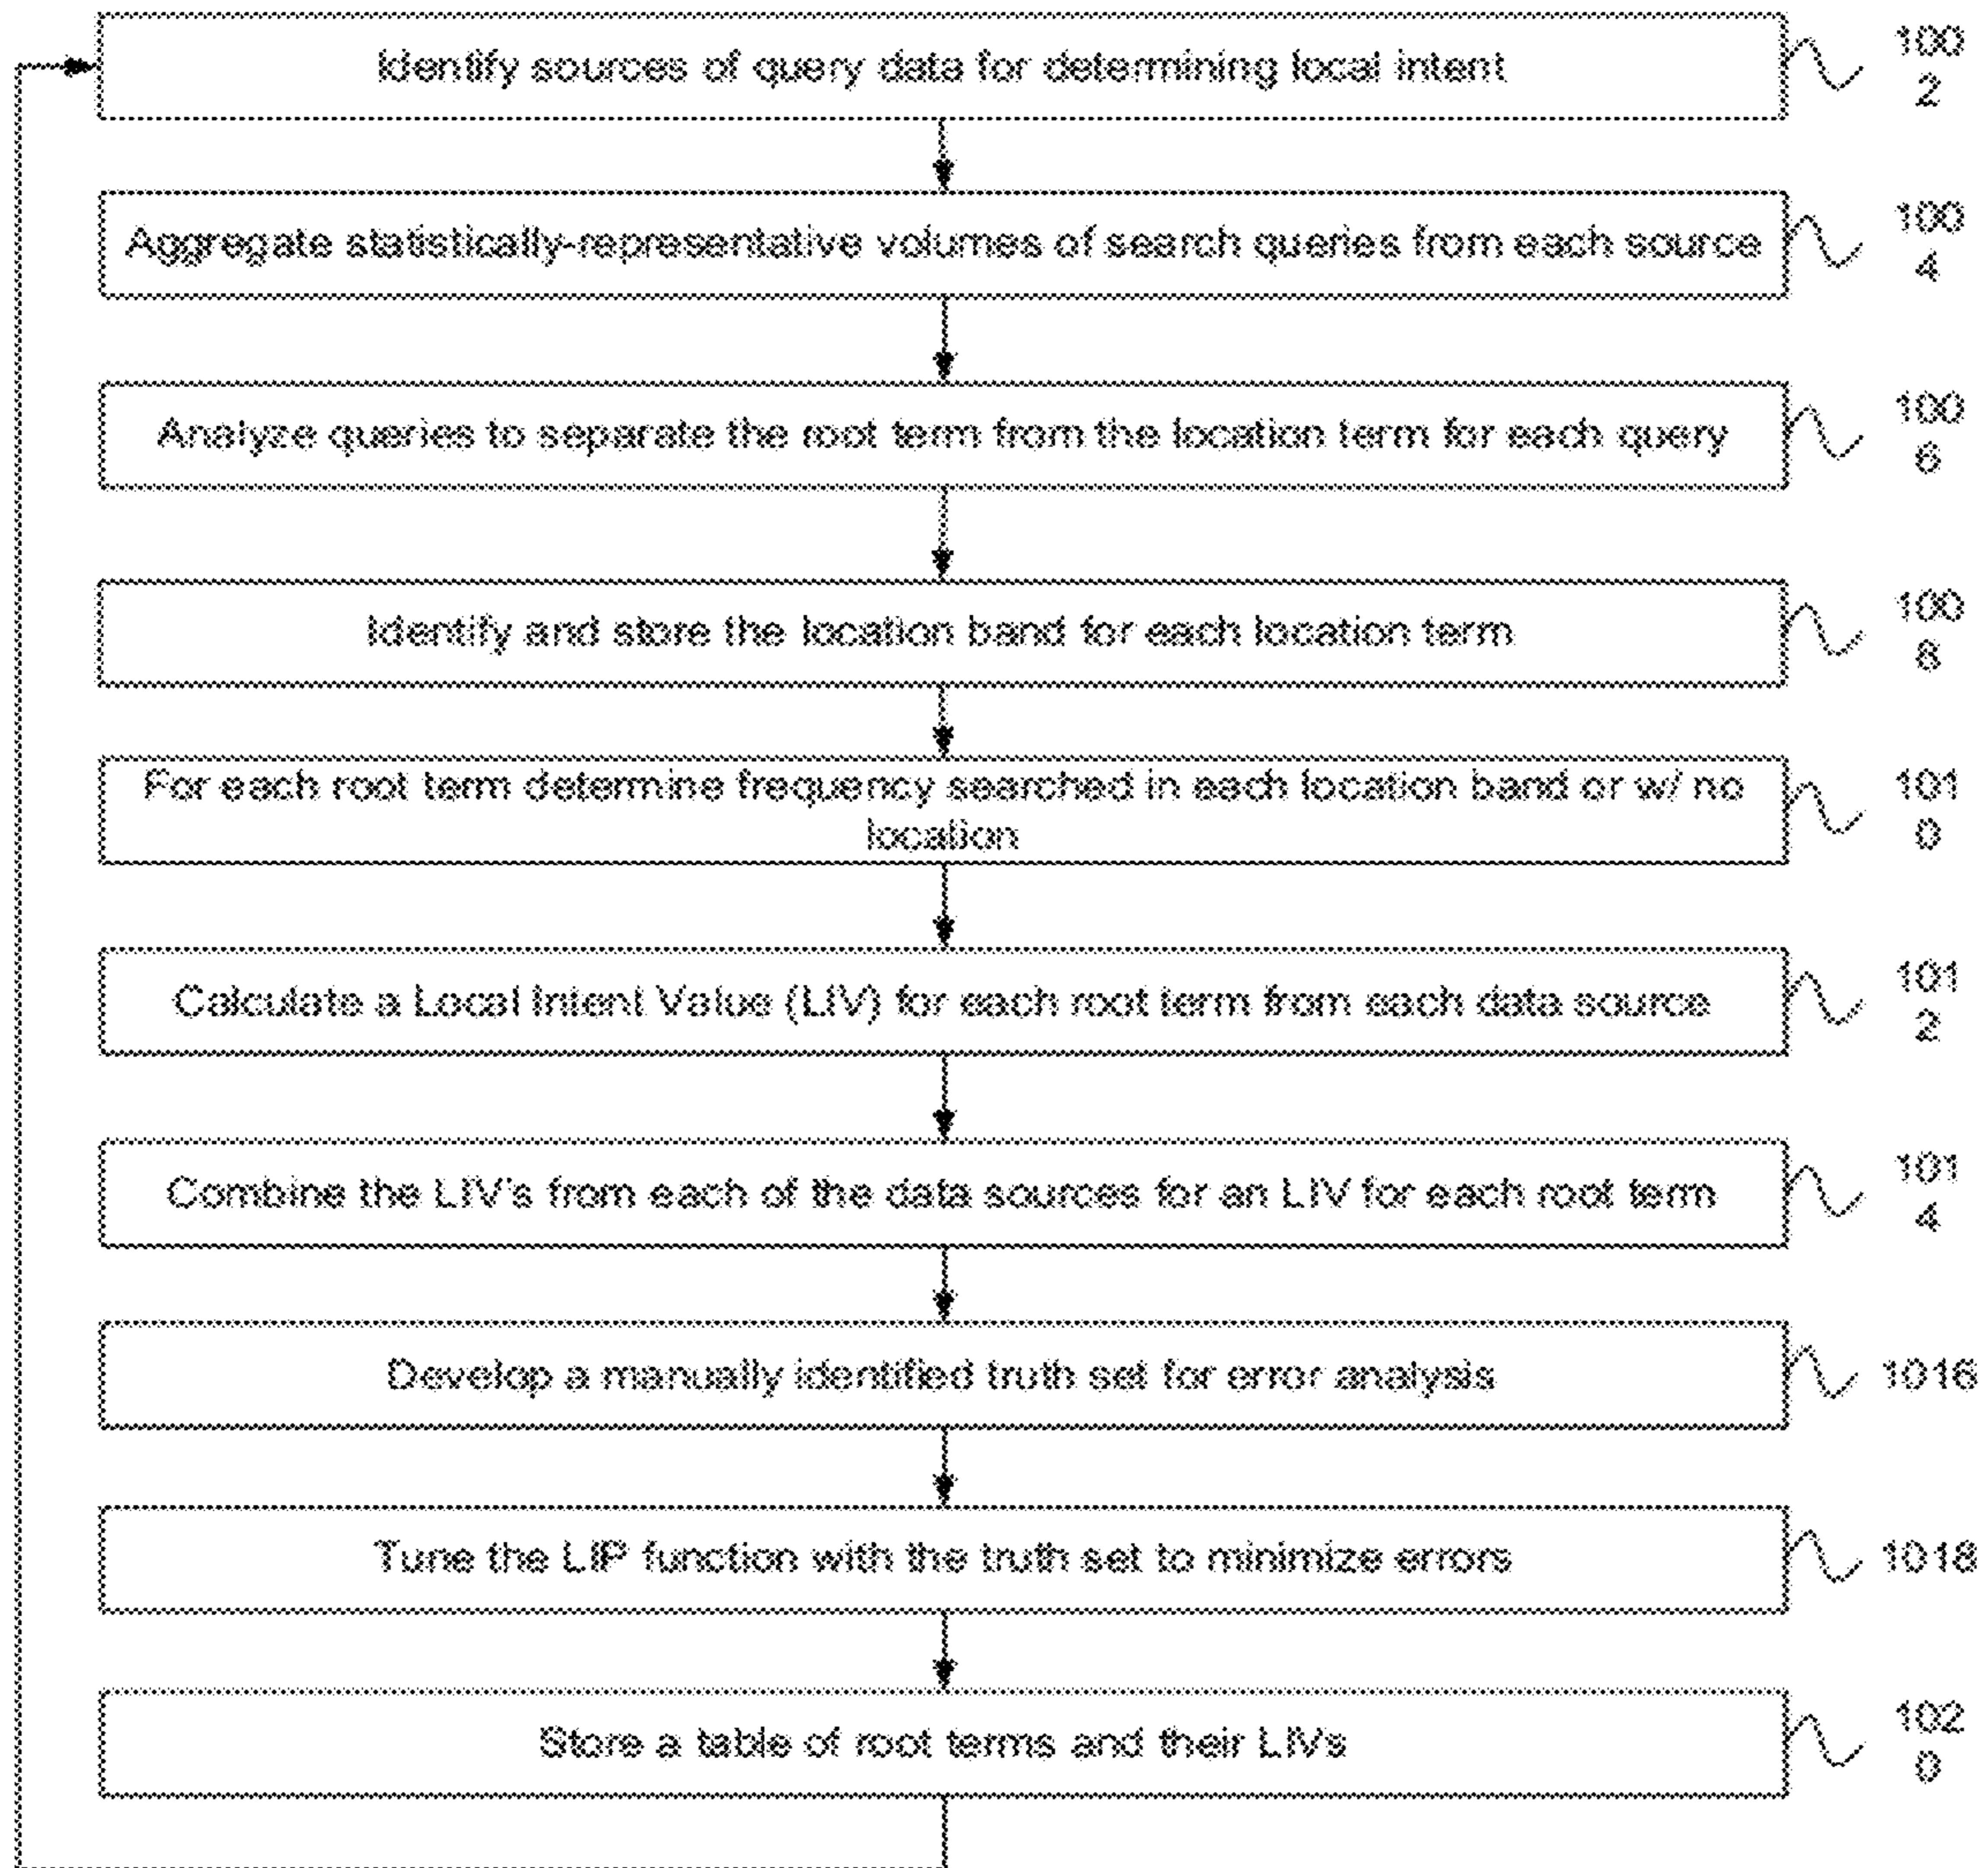 Identify sources of query data for determining local intent
100
2
Aggregate statistically-representative volumes of search queries from each source
100
4
Analyze queries to separate the root term from the location term for each query
100
6
Identify and store the location band for each location term
100
8
For each root term determine frequency searched in each location band or w/ no
location
101
0
Calculate a Local Intent Value (LIV) for each root term from each data source
101
2
Combine the LIV's from each of the data sources for an LIV for each root term
101
4
Develop a manually identified truth set for error analysis
1016
Tune the LIP function with the truth set to minimize errors
1018
Store a table of root terms and their LIVs
102
0